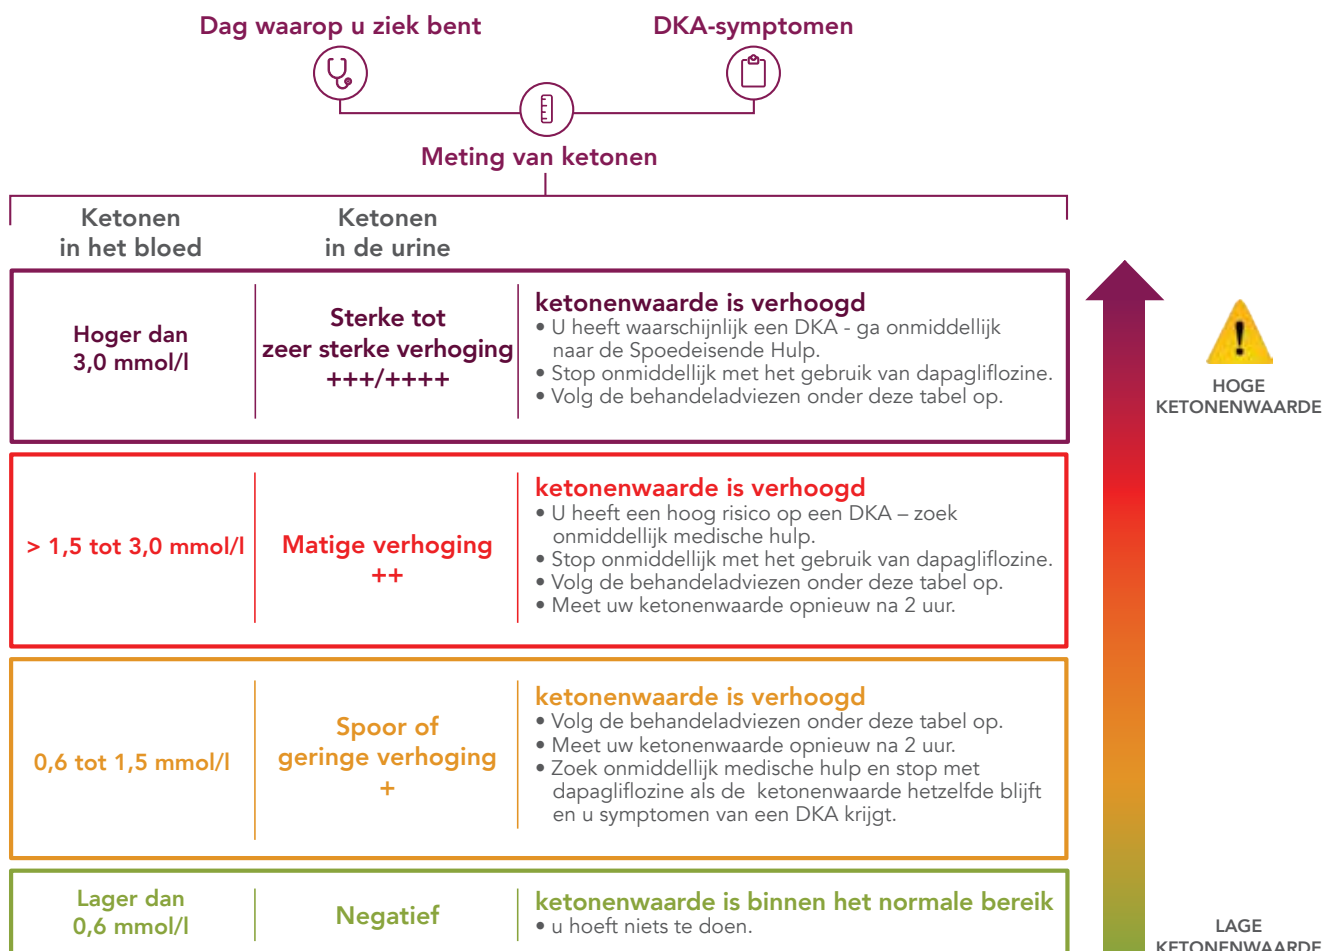 Dag waarop u ziek bent
DKA-symptomen
Meting van ketonen
Ketonen
in het bloed
Ketonen
in de urine
Hoger dan
3,0 mmol/l
Sterke tot
zeer sterke verhoging
+++/++++
ketonenwaarde is verhoogd
• U heeft waarschijnlijk een DKA - ga onmiddellijk
naar de Spoedeisende Hulp.
• Stop onmiddellijk met het gebruik van dapagliflozine.
• Volg de behandeladviezen onder deze tabel op.
> 1,5 tot 3,0 mmol/l
Matige verhoging
++
ketonenwaarde is verhoogd
• U heeft een hoog risico op een DKA – zoek
onmiddellijk medische hulp.
• Stop onmiddellijk met het gebruik van dapagliflozine.
• Volg de behandeladviezen onder deze tabel op.
• Meet uw ketonenwaarde opnieuw na 2 uur.
0,6 tot 1,5 mmol/l
Spoor of
geringe verhoging
+
ketonenwaarde is verhoogd
• Volg de behandeladviezen onder deze tabel op.
• Meet uw ketonenwaarde opnieuw na 2 uur.
• Zoek onmiddellijk medische hulp en stop met
dapagliflozine als de ketonenwaarde hetzelfde blijft
en u symptomen van een DKA krijgt.
Lager dan
0,6 mmol/l
Negatief
ketonenwaarde is binnen het normale bereik
• u hoeft niets te doen.
HOGE
KETONENWAARDE
LAGE
KETONENWAARDE